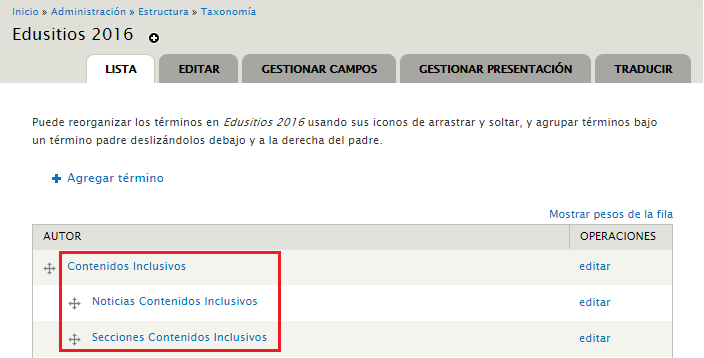 Inicio » Administración » Estructura » Taxonomía
Edusitios 2016
LISTA EDITAR GESTIONAR CAMPOS GESTIONAR PRESENTACIÓN TRADUCIR
Puede reorganizar los términos en Edusitios 2016 usando sus iconos de arrastrar y soltar, y agrupar términos bajo
un término padre deslizándolos debajo y a la derecha del padre.
Agregar término
Mostrar pesos de la fila
AUTOR OPERACIONES
Contenidos Inclusivos editar
Noticias Contenidos Inclusivos editar
Secciones Contenidos Inclusivos editar